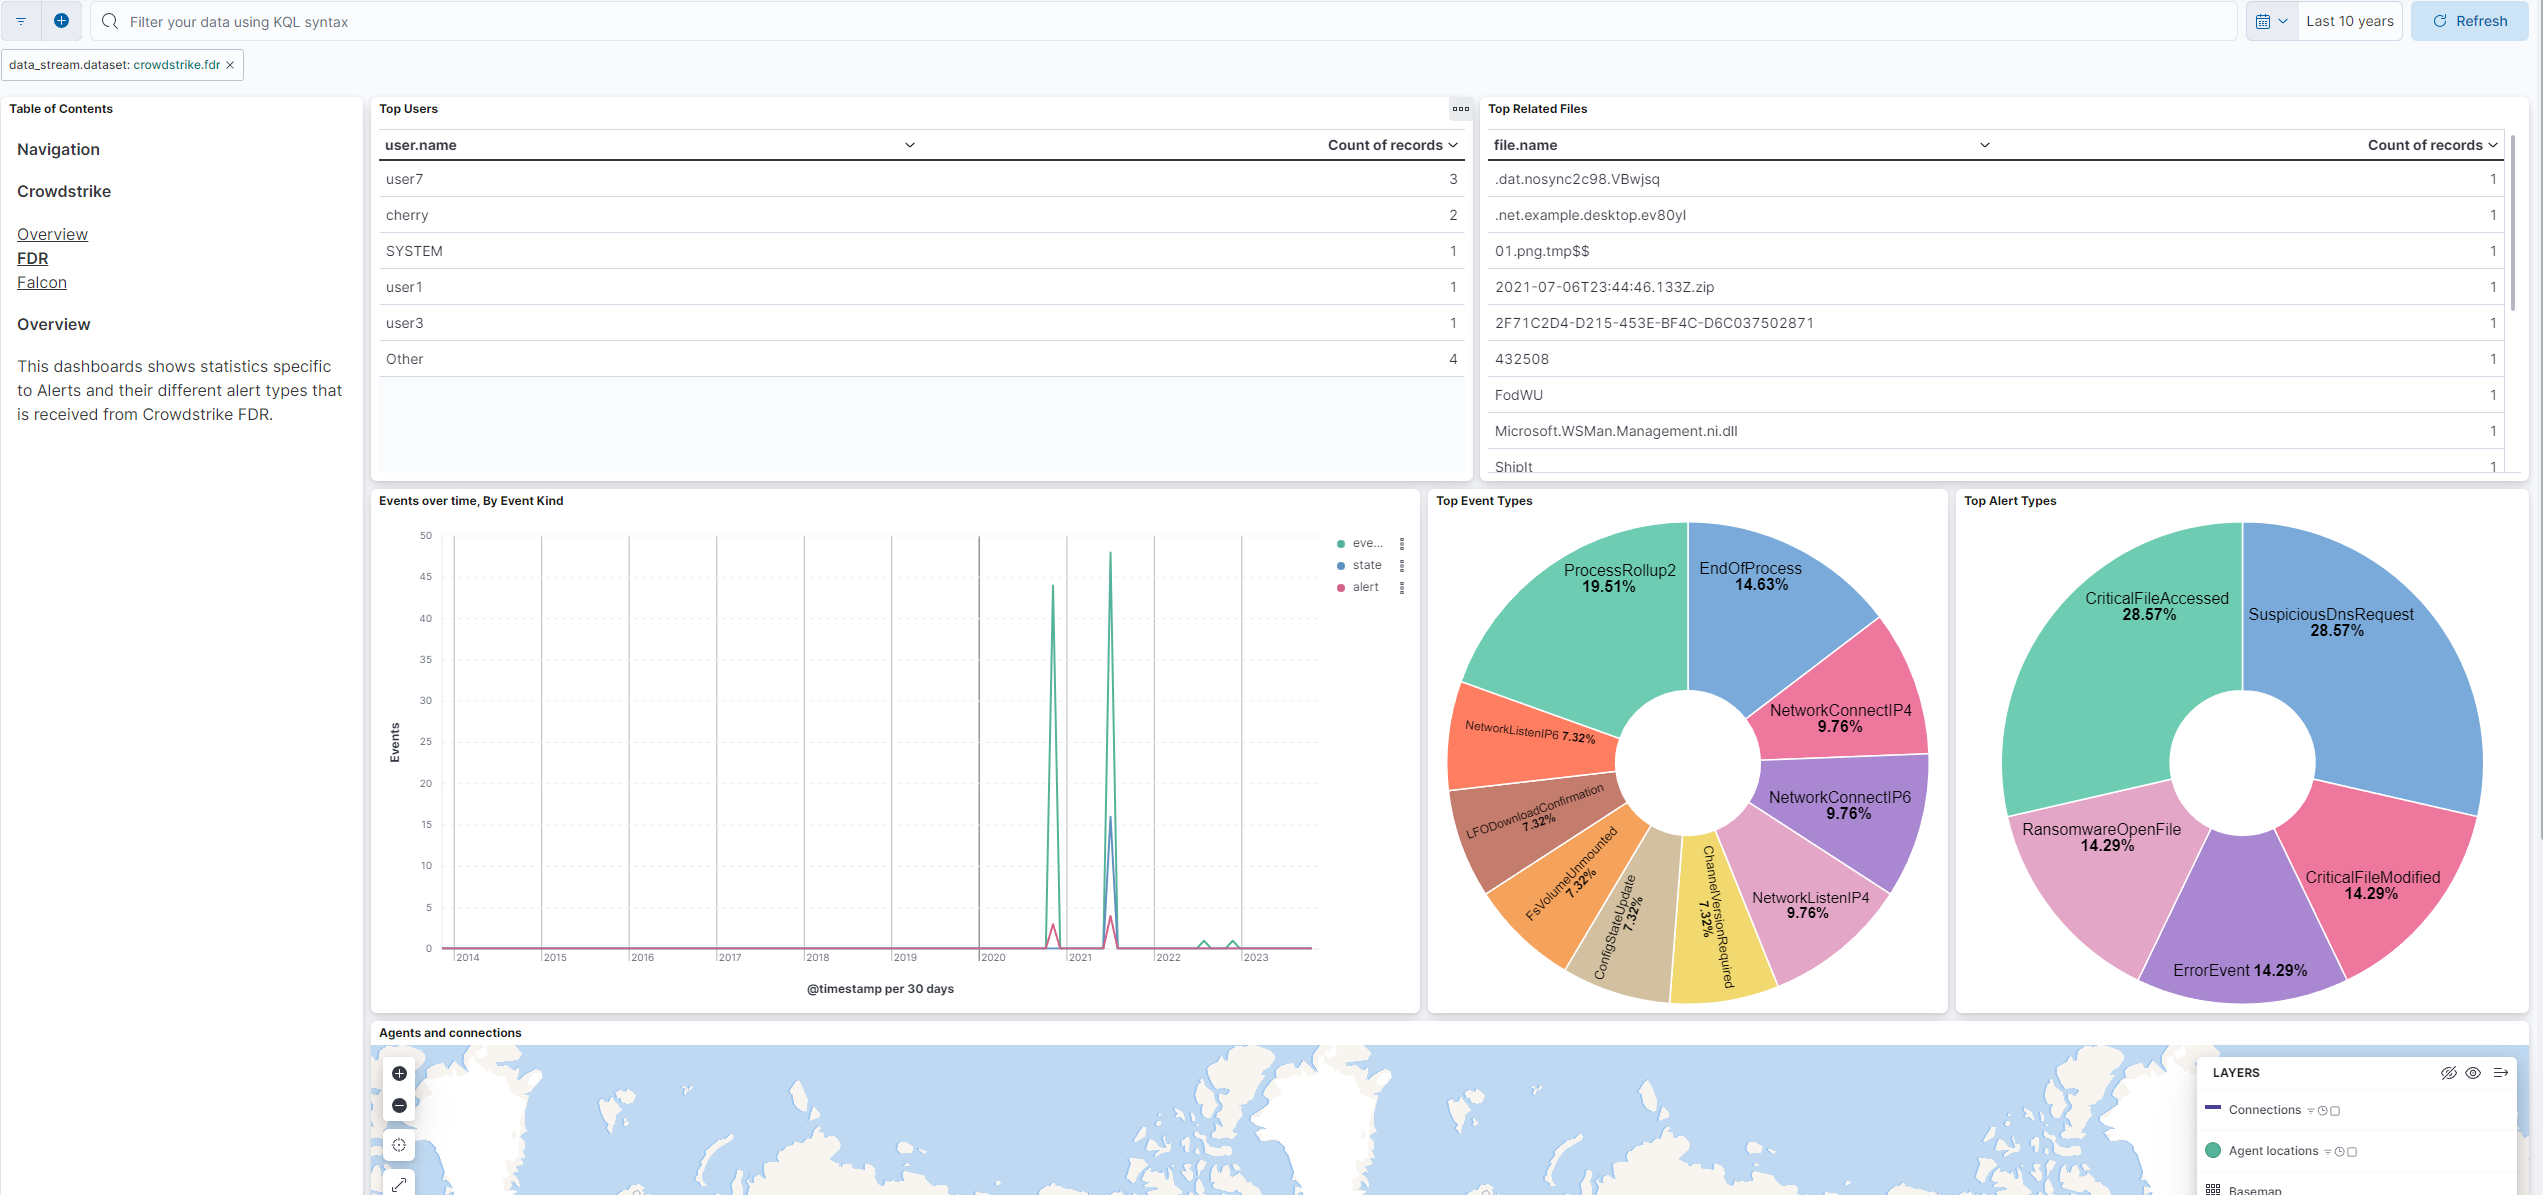 Filter your data using KQL syntax
Last 10 years
Refresh
data_stream.dataset: crowdstrike.fdr ×
Table of Contents
Navigation
Crowdstrike
Overview
FDR
Falcon
Overview
This dashboards shows statistics specific
to Alerts and their different alert types that
is received from Crowdstrike FDR.
Top Users
user.name Count of records
user7 3
cherry 2
SYSTEM 1
user1 1
user3 1
Other 4
Top Related Files
file.name Count of records
.dat.nosync2c98.VBwjsq 1
.net.example.desktop.ev80yI 1
01.png.tmp$$ 1
2021-07-06T23:44:46.133Z.zip 1
2F71C2D4-D215-453E-BF4C-D6C037502871 1
432508 1
FodWU 1
Microsoft.WSMan.Management.ni.dll 1
ShipIt 1
Events over time, By Event Kind
50
45
40
35
30
25
20
15
10
5
0
Events
2014 2015 2016 2017 2018 2019 2020 2021 2022 2023
@timestamp per 30 days
eve...
state
alert
Top Event Types
ProcessRollup2
19.51%
EndOfProcess
14.63%
NetworkConnectIP4
9.76%
NetworkConnectIP6
9.76%
NetworkListenIP4
9.76%
ChannelVersionRequired
7.32%
ConfigStateUpdate
7.32%
FsVolumeUnmounted
7.32%
LFODownloadConfirmation
7.32%
NetworkListenIP6 7.32%
Top Alert Types
CriticalFileAccessed
28.57%
SuspiciousDnsRequest
28.57%
CriticalFileModified
14.29%
ErrorEvent 14.29%
RansomwareOpenFile
14.29%
Agents and connections
LAYERS
Connections
Agent locations
Basemap